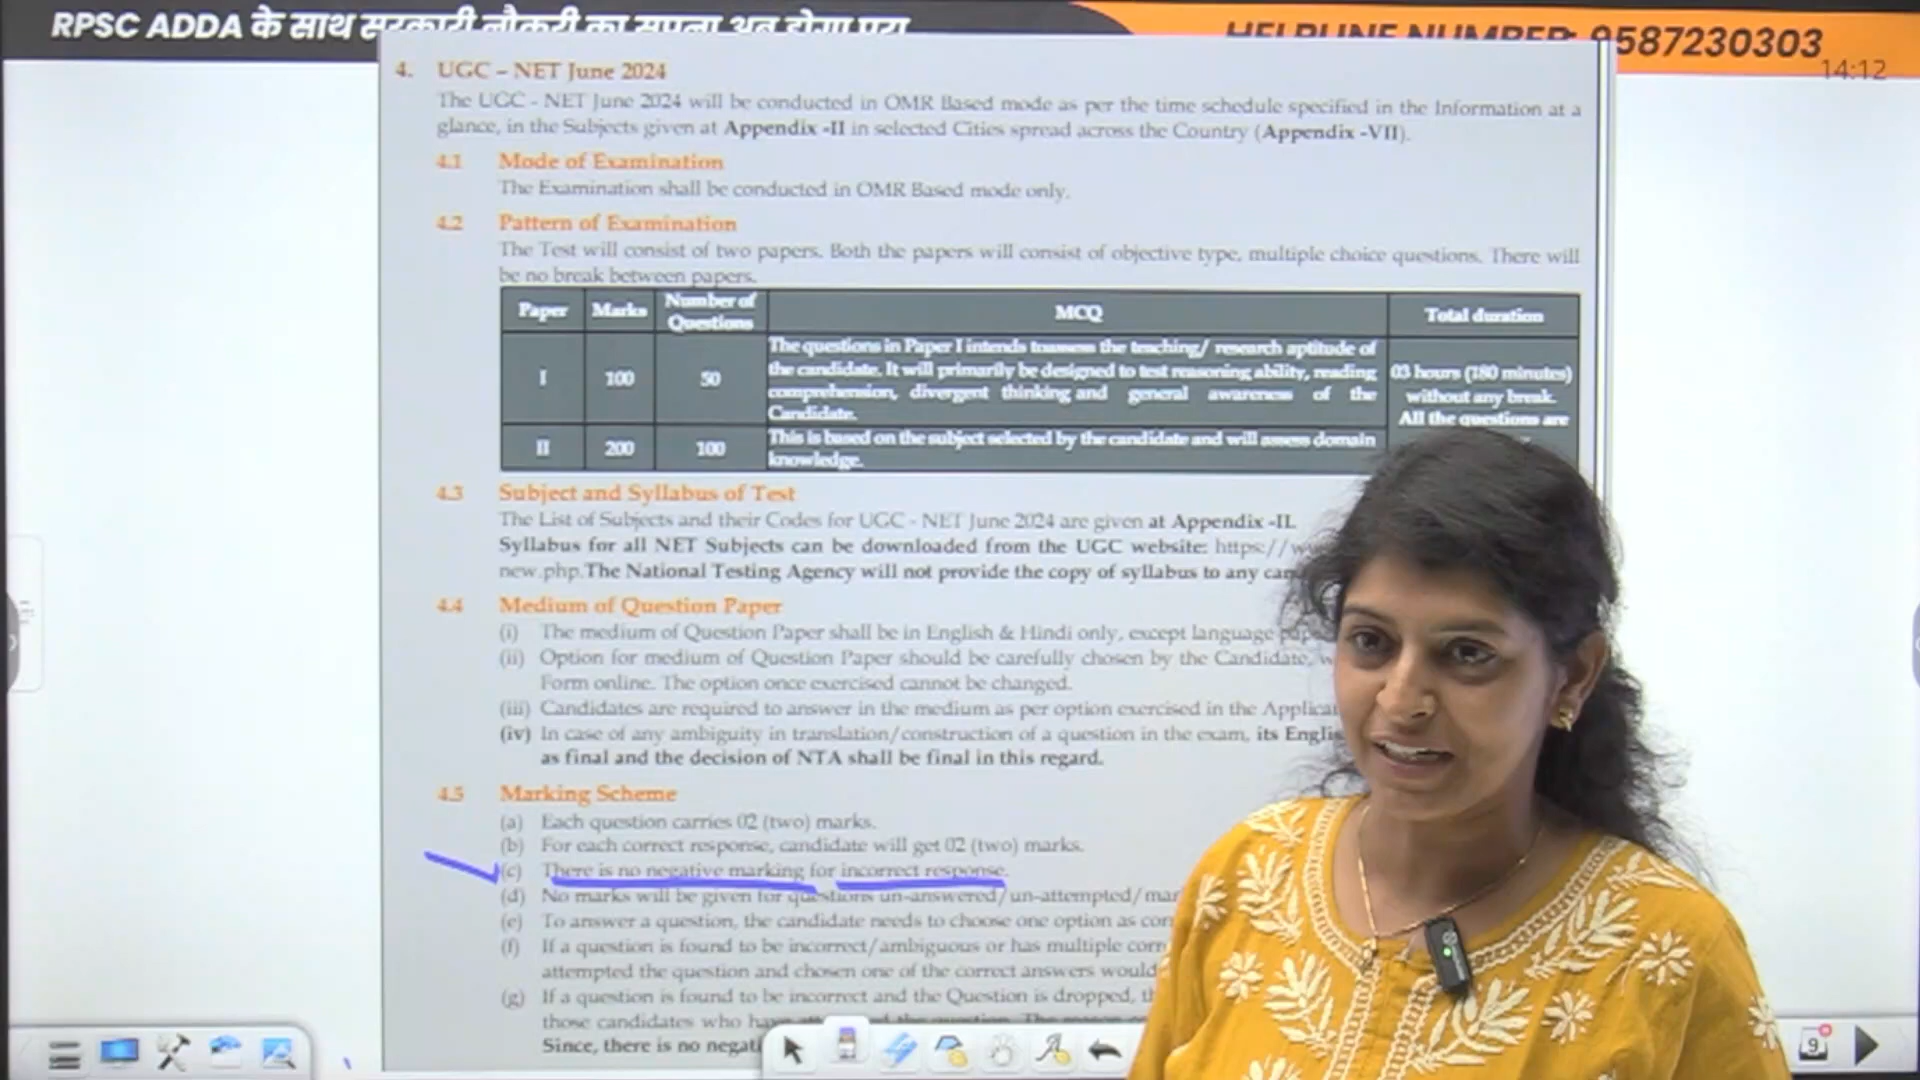 RPSC ADDA के साथ सरकारी नौकरी का सपना अब होगा पूरा
HELPLINE NUMBER: 9587230303
14:12
4. UGC – NET June 2024
The UGC - NET June 2024 will be conducted in OMR Based mode as per the time schedule specified in the Information at a
glance, in the Subjects given at Appendix -II in selected Cities spread across the Country (Appendix -VII).
4.1 Mode of Examination
The Examination shall be conducted in OMR Based mode only.
4.2 Pattern of Examination
The Test will consist of two papers. Both the papers will consist of objective type, multiple choice questions. There will
be no break between papers.
Paper Marks Number of Questions MCQ Total duration
I 100 50 The questions in Paper I intends to assess the teaching/ research aptitude of
the candidate. It will primarily be designed to test reasoning ability, reading
comprehension, divergent thinking and general awareness of the
Candidate.
03 hours (180 minutes)
without any break.
All the questions are
II 200 100 This is based on the subject selected by the candidate and will assess domain
knowledge.
4.3 Subject and Syllabus of Test
The List of Subjects and their Codes for UGC - NET June 2024 are given at Appendix -II.
Syllabus for all NET Subjects can be downloaded from the UGC website: https://w
new.php.The National Testing Agency will not provide the copy of syllabus to any can
4.4 Medium of Question Paper
(i) The medium of Question Paper shall be in English & Hindi only, except language
(ii) Option for medium of Question Paper should be carefully chosen by the Candidate,
Form online. The option once exercised cannot be changed.
(iii) Candidates are required to answer in the medium as per option exercised in the Applica
(iv) In case of any ambiguity in translation/construction of a question in the exam, its Englis
as final and the decision of NTA shall be final in this regard.
4.5 Marking Scheme
(a) Each question carries 02 (two) marks.
(b) For each correct response, candidate will get 02 (two) marks.
(c) There is no negative marking for incorrect response.
(d) No marks will be given for questions un-answered/un-attempted/mar
(e) To answer a question, the candidate needs to choose one option as cor
(f) If a question is found to be incorrect/ambiguous or has multiple corr
attempted the question and chosen one of the correct answers would
(g) If a question is found to be incorrect and the Question is dropped, th
those candidates who have the question. The reason
Since, there is no negati
9